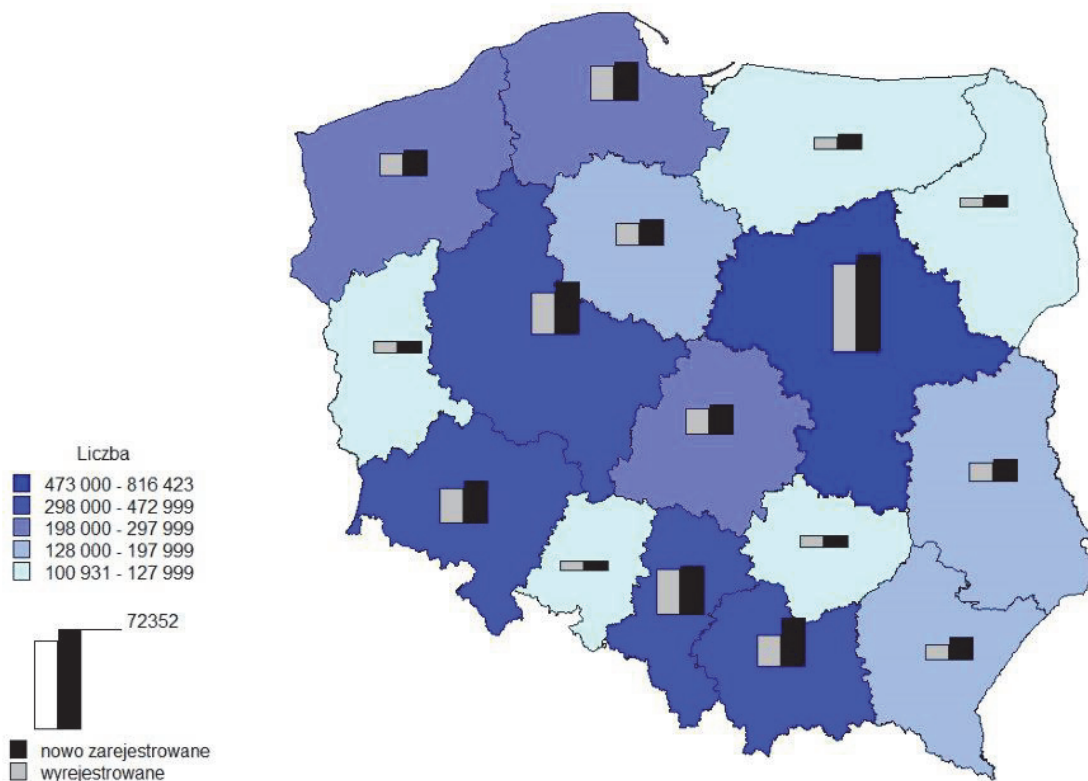 Liczba
473 000 - 816 423
298 000 - 472 999
198 000 - 297 999
128 000 - 197 999
100 931 - 127 999
72352
nowo zarejestrowane
wyrejestrowane